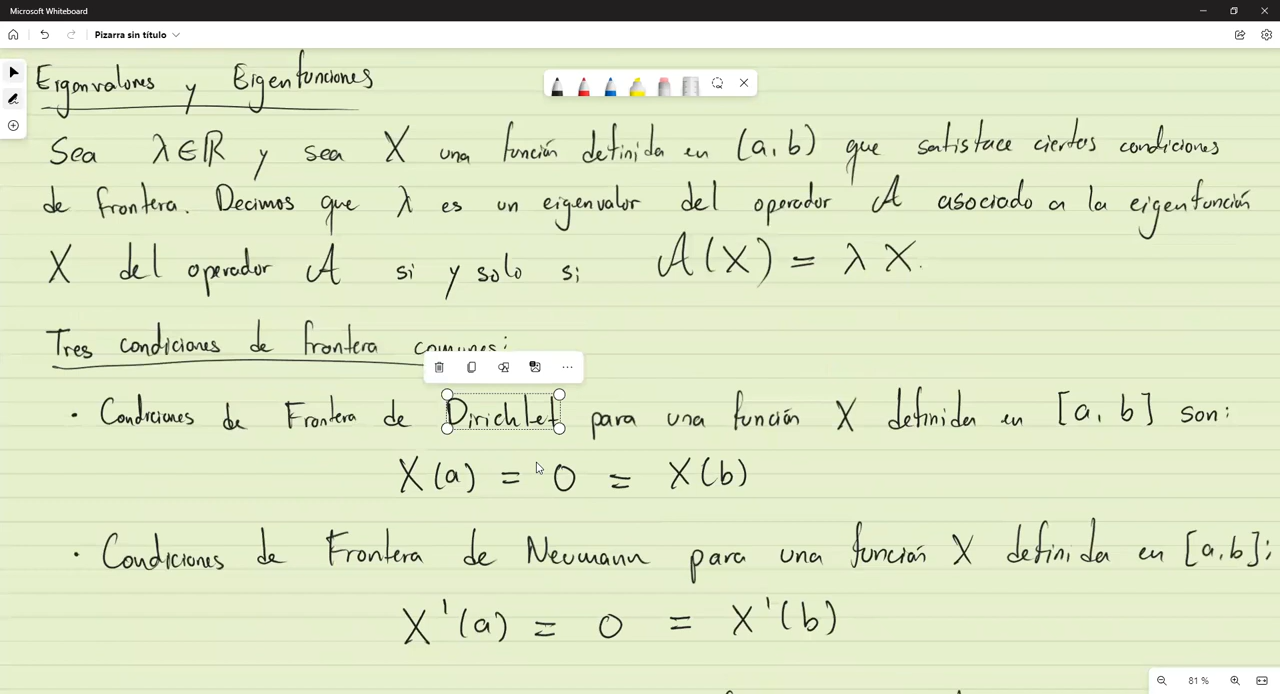 Microsoft Whiteboard
Pizarra sin título
Eigenvalores y Eigenfunciones
Sea λ∈ℝ y sea X una función definida en (a,b) que satisface ciertas condiciones
de frontera. Decimos que λ es un eigenvalor del operador 𝒜 asociado a la eigenfunción
X del operador 𝒜 si y solo si 𝒜(X) = λX.
Tres condiciones de frontera comunes:
· Condiciones de Frontera de Dirichlet para una función X definida en [a,b] son:
X(a) = 0 = X(b)
· Condiciones de Frontera de Neumann para una función X definida en [a,b]:
X'(a) = 0 = X'(b)
81 %